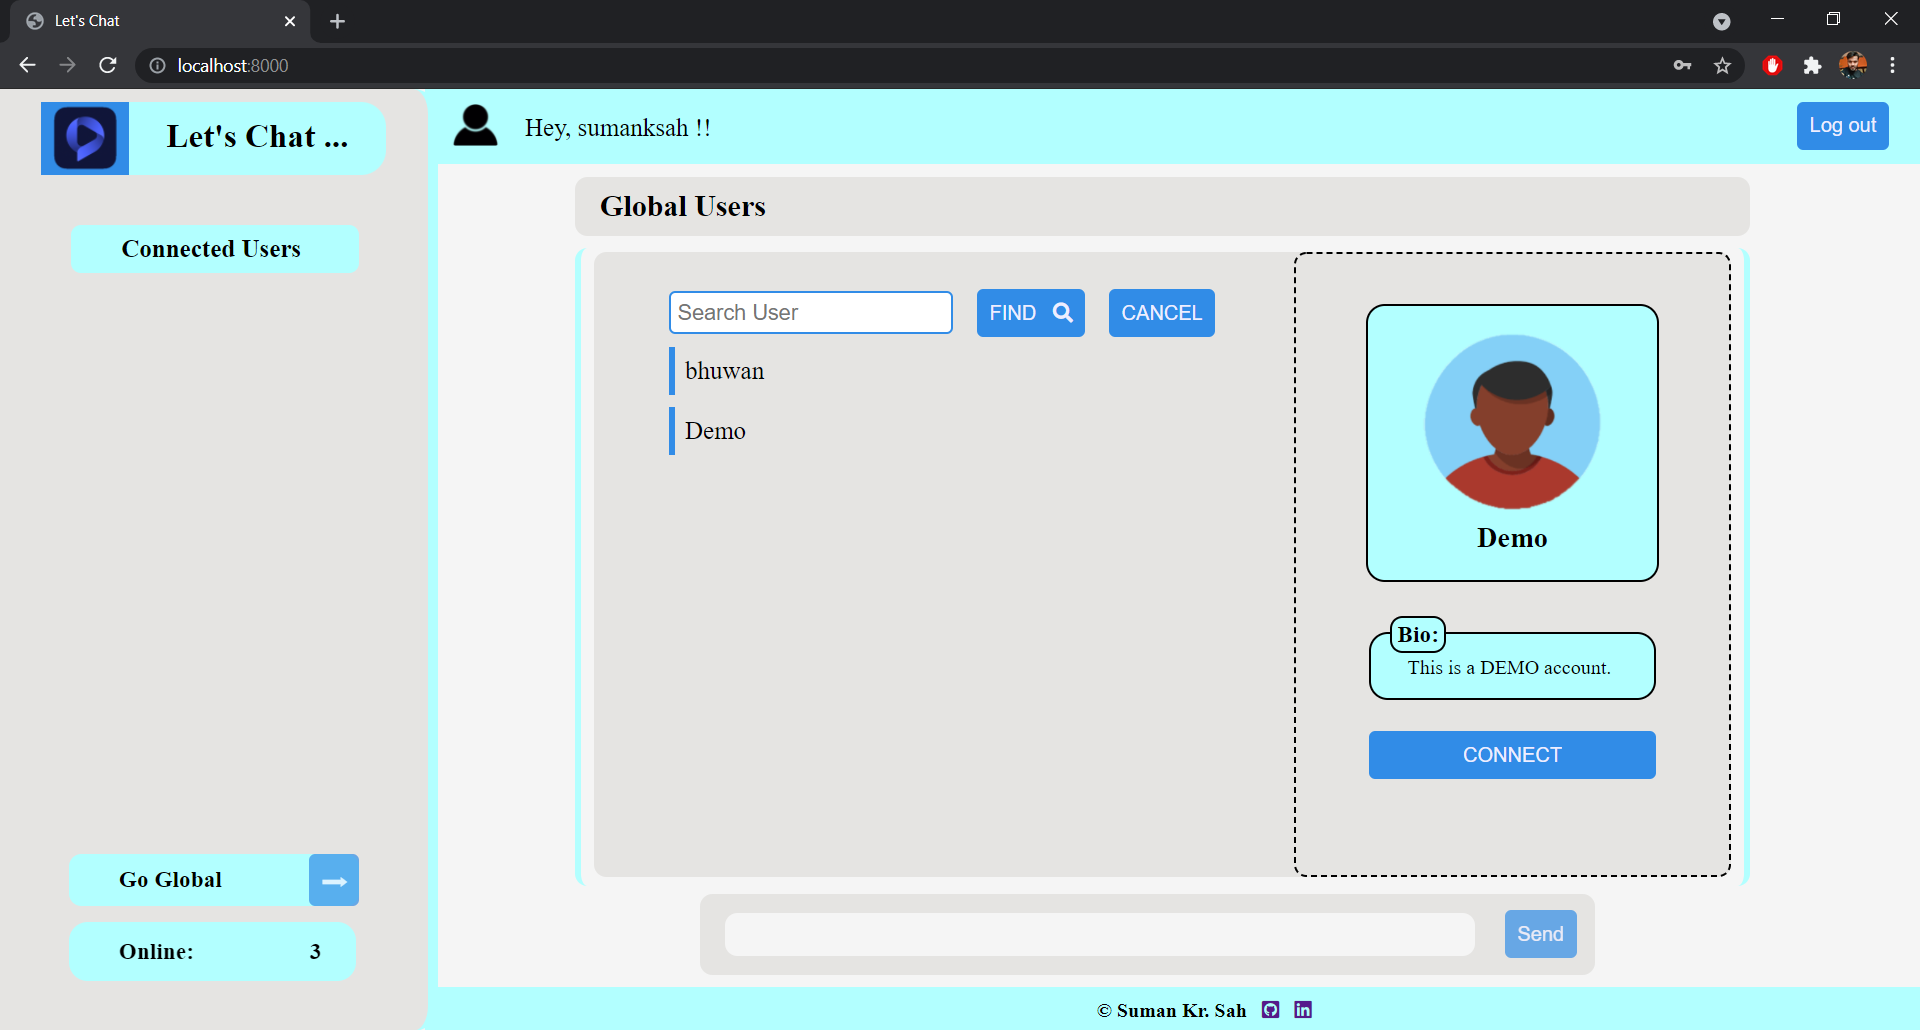 Let's Chat
localhost:8000
Let's Chat ...
Hey, sumanksah !!
Log out
Connected Users
Global Users
Search User
FIND
CANCEL
bhuwan
Demo
Demo
Bio:
This is a DEMO account.
CONNECT
Go Global
Online: 3
Send
© Suman Kr. Sah